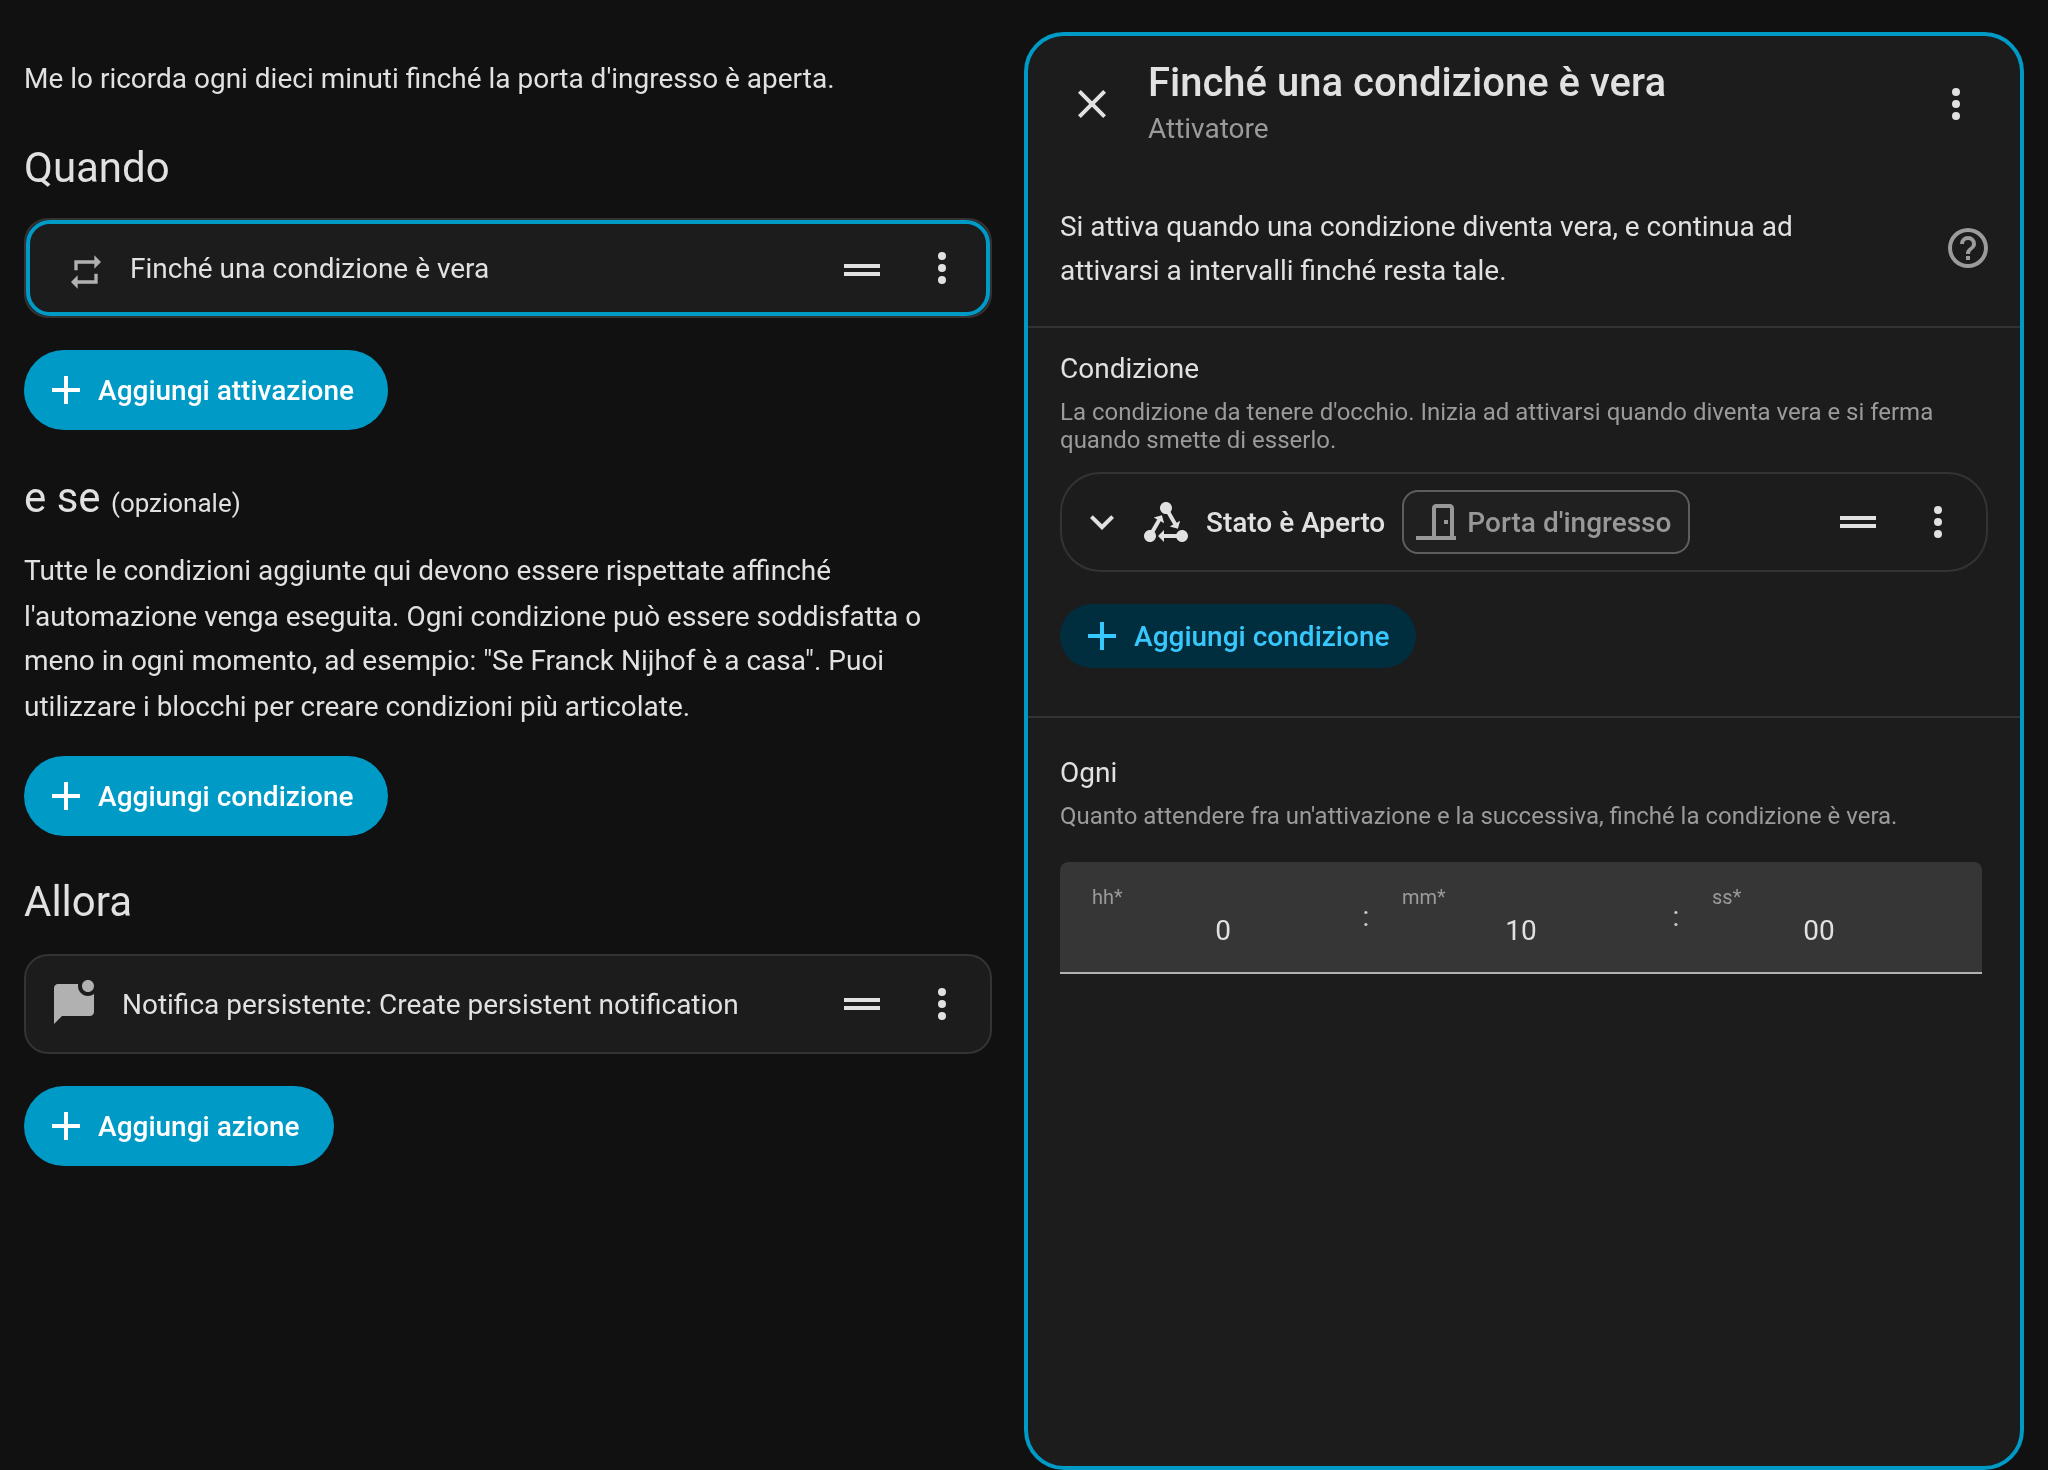 Me lo ricorda ogni dieci minuti finché la porta d'ingresso è aperta.
Quando
Finché una condizione è vera
Aggiungi attivazione
e se (opzionale)
Tutte le condizioni aggiunte qui devono essere rispettate affinché
l'automazione venga eseguita. Ogni condizione può essere soddisfatta o
meno in ogni momento, ad esempio: "Se Franck Nijhof è a casa". Puoi
utilizzare i blocchi per creare condizioni più articolate.
Aggiungi condizione
Allora
Notifica persistente: Create persistent notification
Aggiungi azione
Finché una condizione è vera
Attivatore
Si attiva quando una condizione diventa vera, e continua ad
attivarsi a intervalli finché resta tale.
Condizione
La condizione da tenere d'occhio. Inizia ad attivarsi quando diventa vera e si ferma
quando smette di esserlo.
Stato è Aperto Porta d'ingresso
Aggiungi condizione
Ogni
Quanto attendere fra un'attivazione e la successiva, finché la condizione è vera.
hh* mm* ss*
0 : 10 : 00